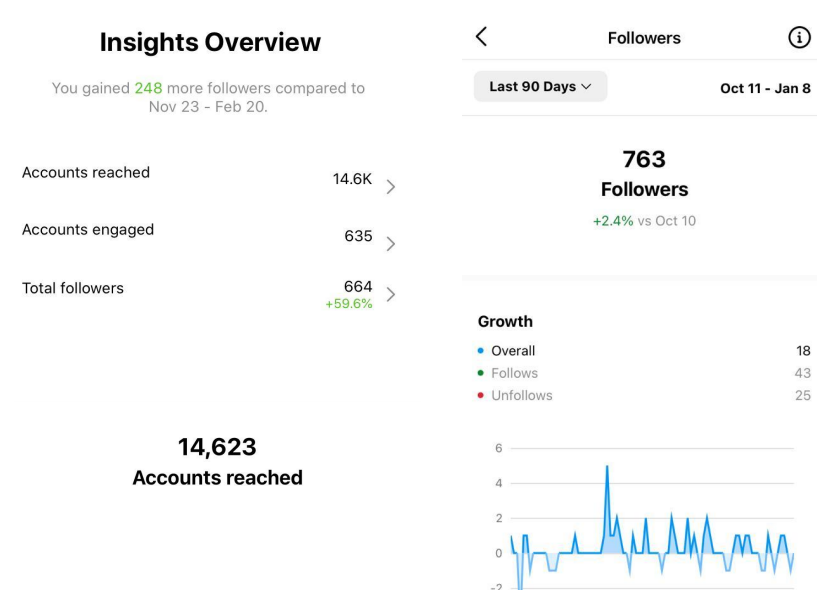 Insights Overview
You gained 248 more followers compared to
Nov 23 - Feb 20.
Accounts reached
14.6K
Accounts engaged
635
Total followers
664
+59.6%
14,623
Accounts reached
Followers
Last 90 Days
Oct 11 - Jan 8
763
Followers
+2.4% vs Oct 10
Growth
Overall 18
Follows 43
Unfollows 25
6
4
2
0
-2